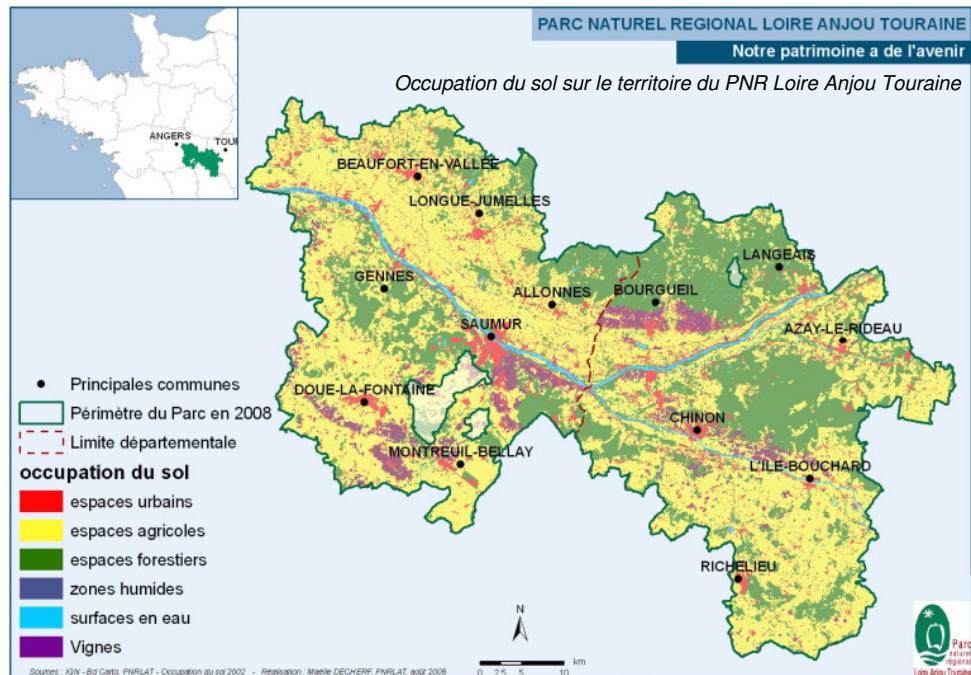 PARC NATUREL REGIONAL LOIRE ANJOU TOURAINE
Notre patrimoine a de l'avenir
Occupation du sol sur le territoire du PNR Loire Anjou Touraine
ANGERS
TOUR
BEAUFORT-EN-VALLEE
LONGUE-JUMELLES
LANGEAIS
GENNES
ALLONNES
BOURGUEIL
SAUMUR
AZAY-LE-RIDEAU
DOUE-LA-FONTAINE
CHINON
MONTREUIL-BELLAY
L'ILE-BOUCHARD
RICHELIEU
Principales communes
Périmètre du Parc en 2008
Limite départementale
occupation du sol
espaces urbains
espaces agricoles
espaces forestiers
zones humides
surfaces en eau
Vignes
N
km
0 2,5 5 10
Sources : IGN - Bd Carto, PNRLAT - Occupation du sol 2002 - Réalisation : Maëlle DECHERF, PNRLAT, août 2008
Parc
naturel
régional
Loire Anjou Touraine